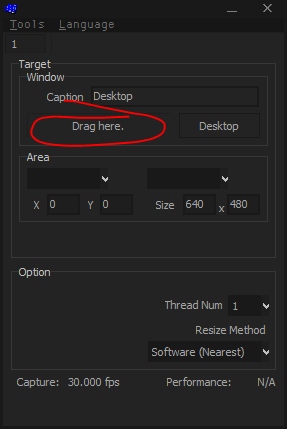 Tools Language
1
Target
Window
Caption Desktop
Drag here. Desktop
Area
X 0 Y 0 Size 640 x 480
Option
Thread Num 1
Resize Method
Software (Nearest)
Capture: 30.000 fps Performance: N/A